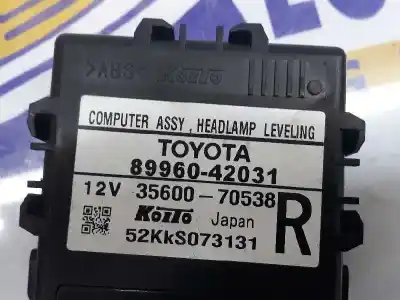 COMPUTER ASSY, HEADLAMP LEVELING
TOYOTA
89960-42031
12V 35600-70538 R
Koito Japan
52KkS073131